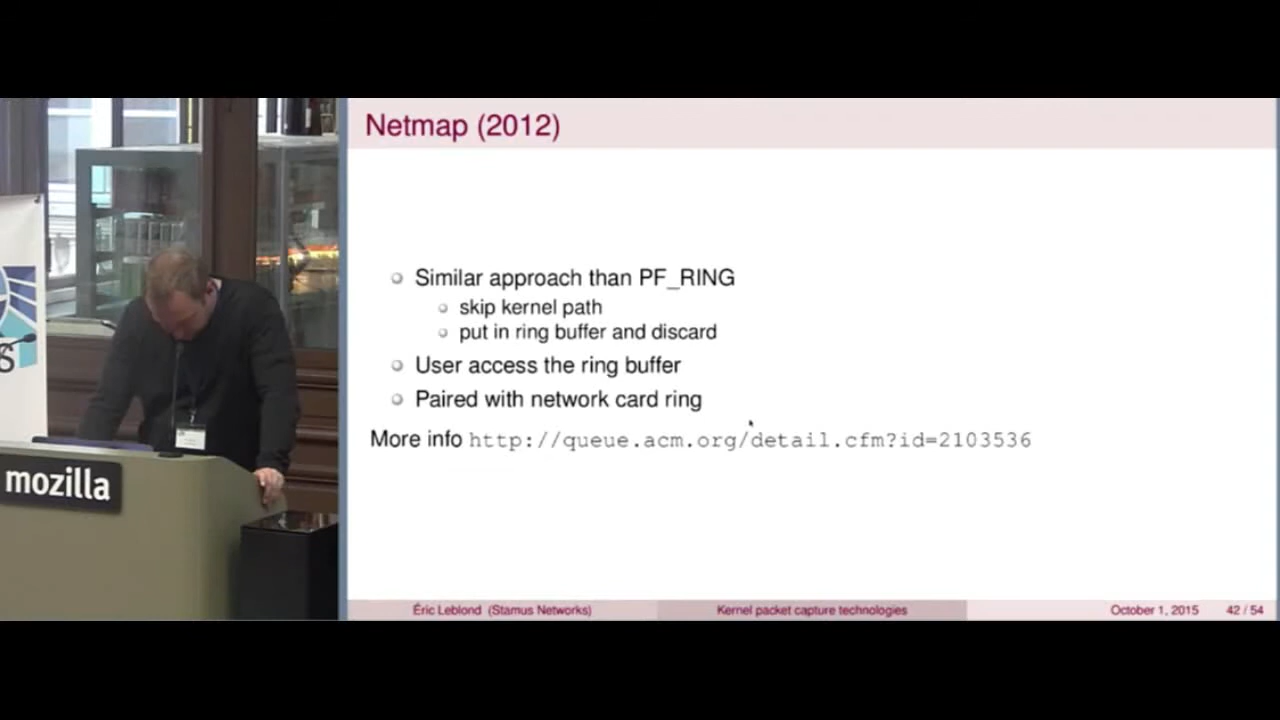 Netmap (2012)
Similar approach than PF_RING
skip kernel path
put in ring buffer and discard
User access the ring buffer
Paired with network card ring
More info http://queue.acm.org/detail.cfm?id=2103536
Éric Leblond (Stamus Networks) Kernel packet capture technologies October 1, 2015 42 / 54
mozilla